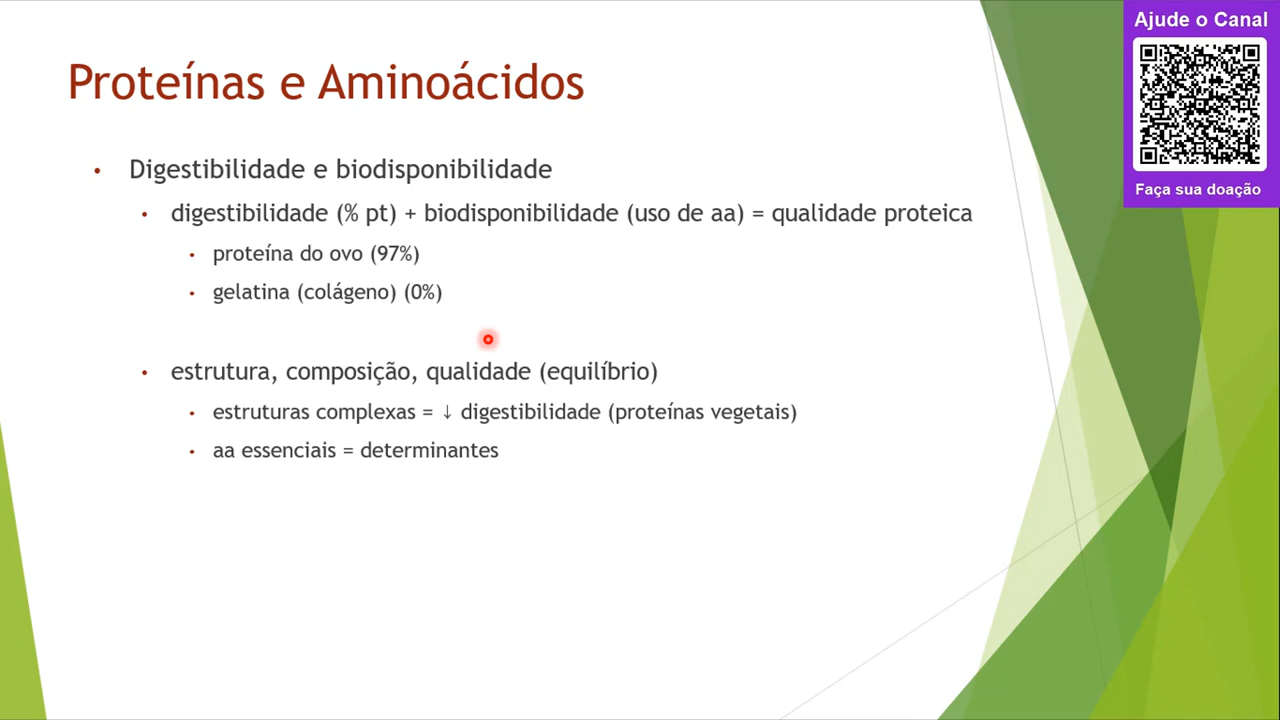 Ajude o Canal
Faça sua doação
Proteínas e Aminoácidos
• Digestibilidade e biodisponibilidade
• digestibilidade (% pt) + biodisponibilidade (uso de aa) = qualidade proteica
• proteína do ovo (97%)
• gelatina (colágeno) (0%)
• estrutura, composição, qualidade (equilíbrio)
• estruturas complexas = ↓ digestibilidade (proteínas vegetais)
• aa essenciais = determinantes